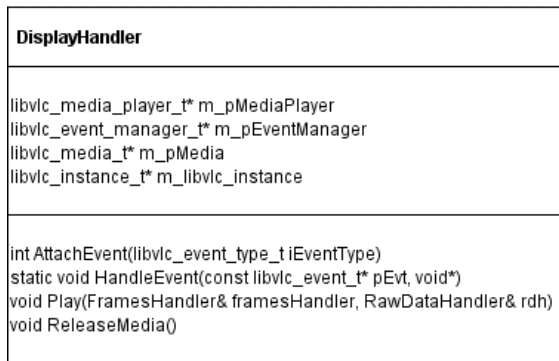 DisplayHandler
libvlc_media_player_t* m_pMediaPlayer
libvlc_event_manager_t* m_pEventManager
libvlc_media_t* m_pMedia
libvlc_instance_t* m_libvlc_instance
int AttachEvent(libvlc_event_type_t iEventType)
static void HandleEvent(const libvlc_event_t* pEvt, void*)
void Play(FramesHandler& framesHandler, RawDataHandler& rdh)
void ReleaseMedia()